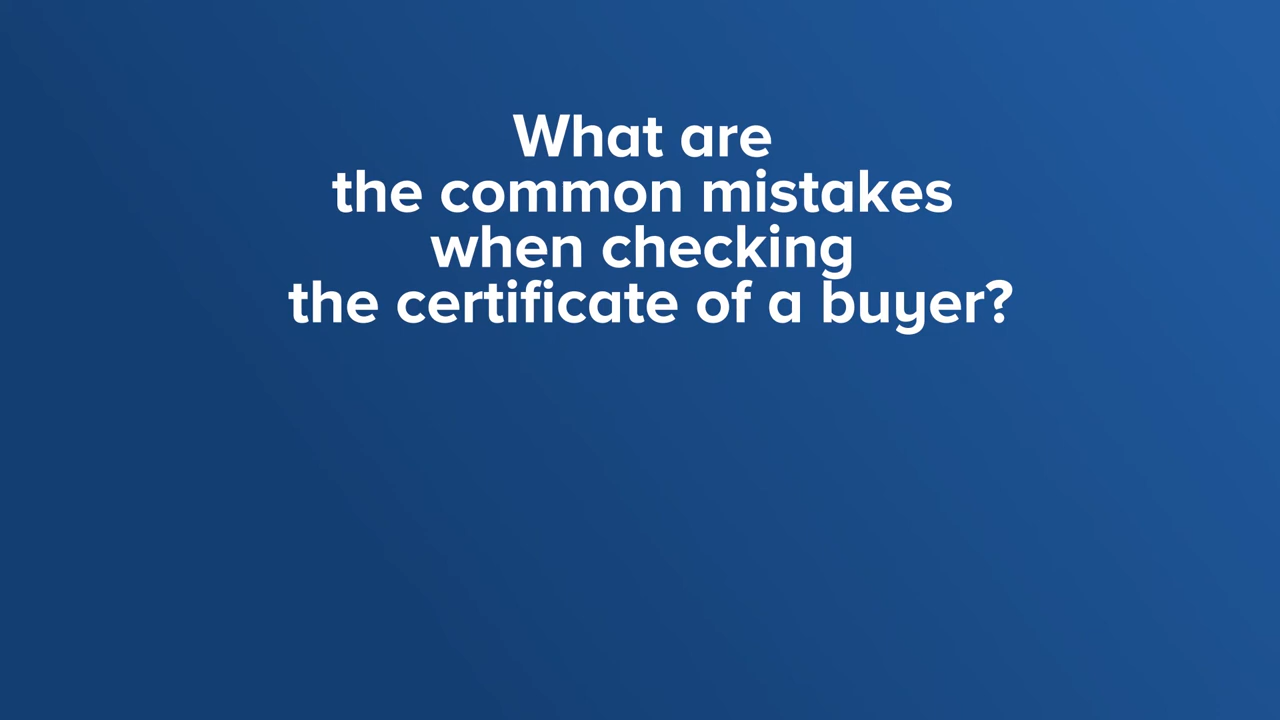 What are
the common mistakes
when checking
the certificate of a buyer?